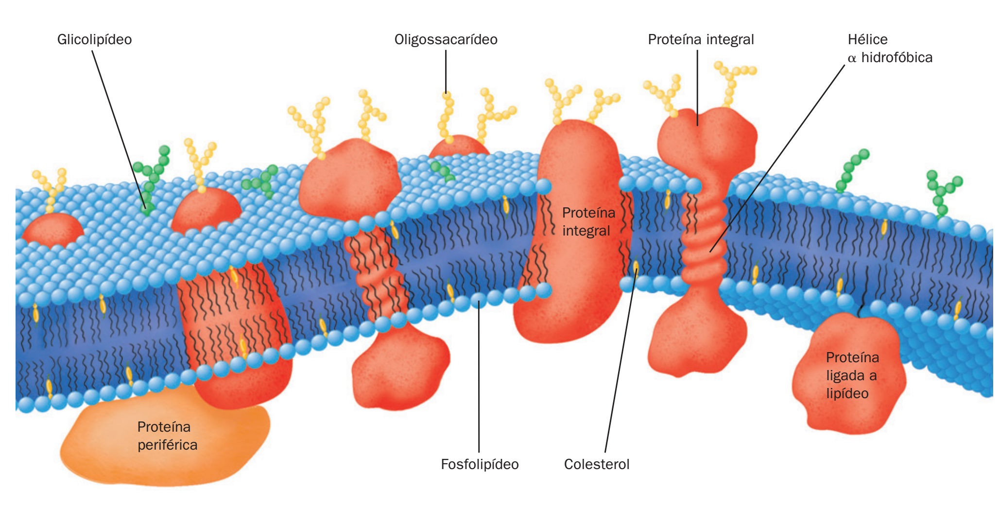 Glicolipídeo
Oligossacarídeo
Proteína integral
Hélice
α hidrofóbica
Proteína
integral
Proteína
ligada a
lipídeo
Proteína
periférica
Fosfolipídeo
Colesterol